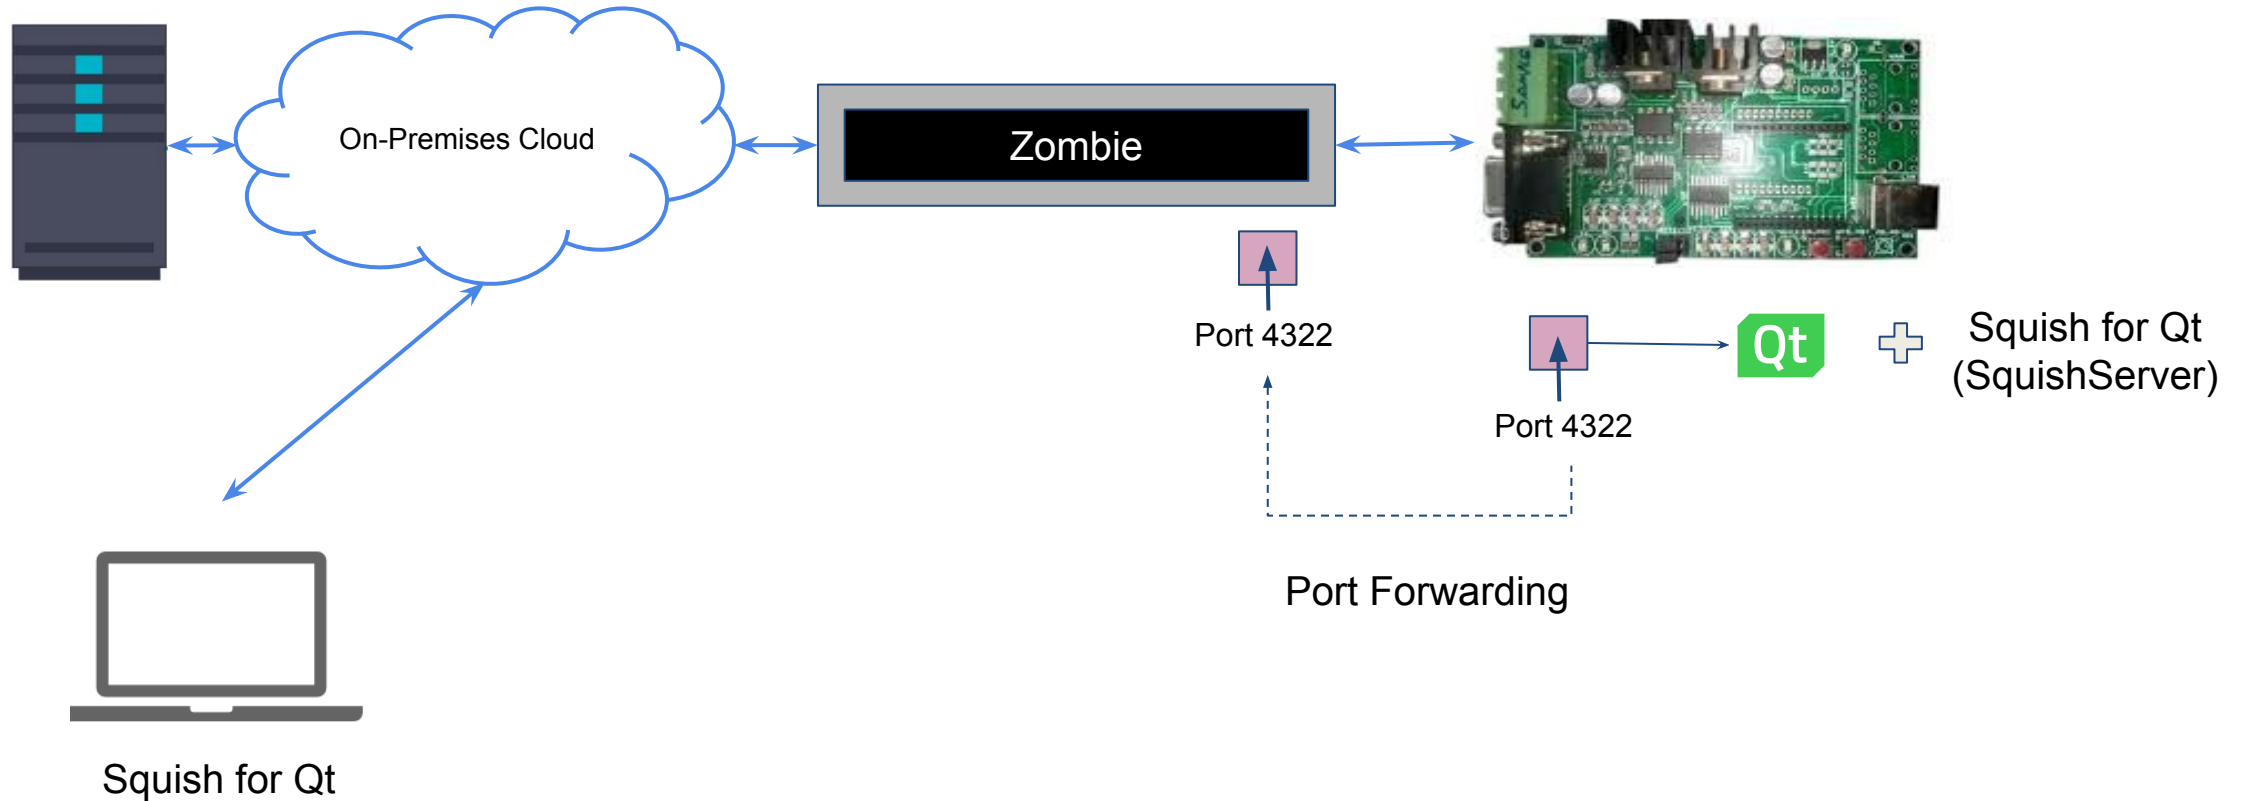 On-Premises Cloud
Zombie
Port 4322
Qt
Squish for Qt
(SquishServer)
Port 4322
Port Forwarding
Squish for Qt